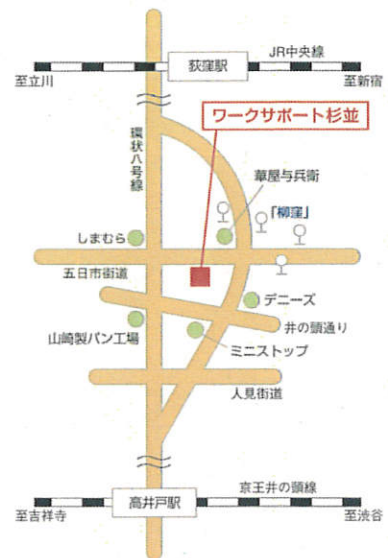 JR中央線
荻窪駅
至立川
至新宿
ワークサポート杉並
環状八号線
華屋与兵衛
「柳窪」
しまむら
五日市街道
デニーズ
井の頭通り
山崎製パン工場
ミニストップ
人見街道
京王井の頭線
高井戸駅
至吉祥寺
至渋谷